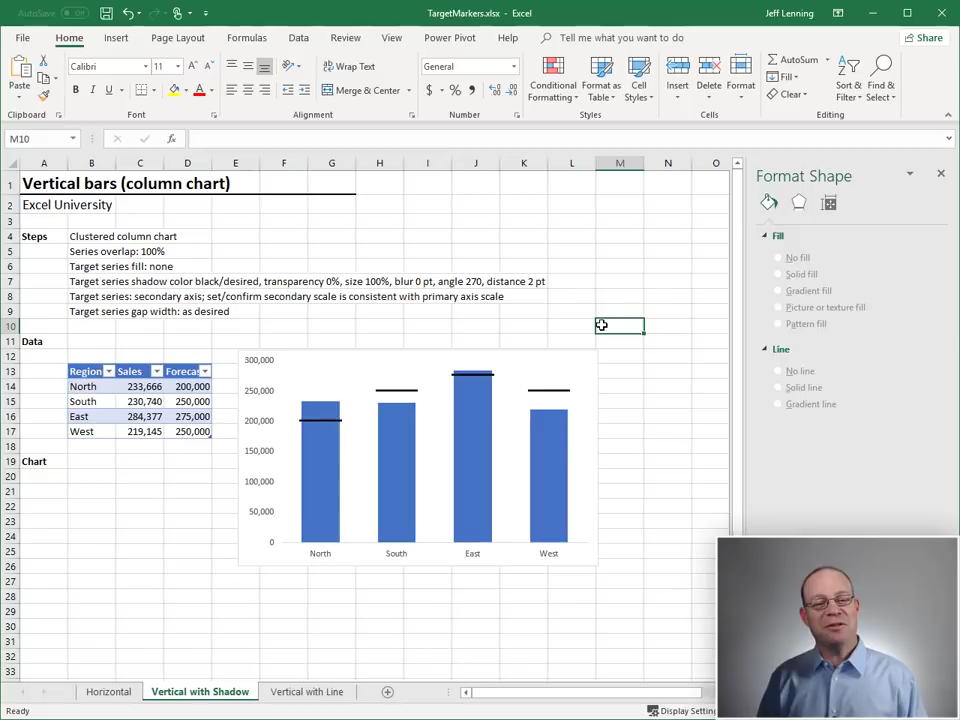 AutoSave Off TargetMarkers.xlsx - Excel Jeff Lenning
File Home Insert Page Layout Formulas Data Review View Power Pivot Help Tell me what you want to do Share
Paste
Calibri 11 A A
B I U
Wrap Text
Merge & Center
General
$ % ,
Conditional Formatting
Format as Table
Cell Styles
Insert
Delete
Format
AutoSum
Fill
Clear
Sort & Filter
Find & Select
Clipboard Font Alignment Number Styles Cells Editing
M10 fx
A B C D E F G H I J K L M N O
1 Vertical bars (column chart)
2 Excel University
3
4 Steps Clustered column chart
5 Series overlap: 100%
6 Target series fill: none
7 Target series shadow color black/desired, transparency 0%, size 100%, blur 0 pt, angle 270, distance 2 pt
8 Target series: secondary axis; set/confirm secondary scale is consistent with primary axis scale
9 Target series gap width: as desired
10
11 Data
12
13 Region Sales Forecas
14 North 233,666 200,000
15 South 230,740 250,000
16 East 284,377 275,000
17 West 219,145 250,000
18
19 Chart
20
21
22
23
24
25
26
27
28
29
30
31
32
33
300,000
250,000
200,000
150,000
100,000
50,000
0
North South East West
Format Shape
Fill
No fill
Solid fill
Gradient fill
Picture or texture fill
Pattern fill
Line
No line
Solid line
Gradient line
Horizontal Vertical with Shadow Vertical with Line
Ready Display Settin